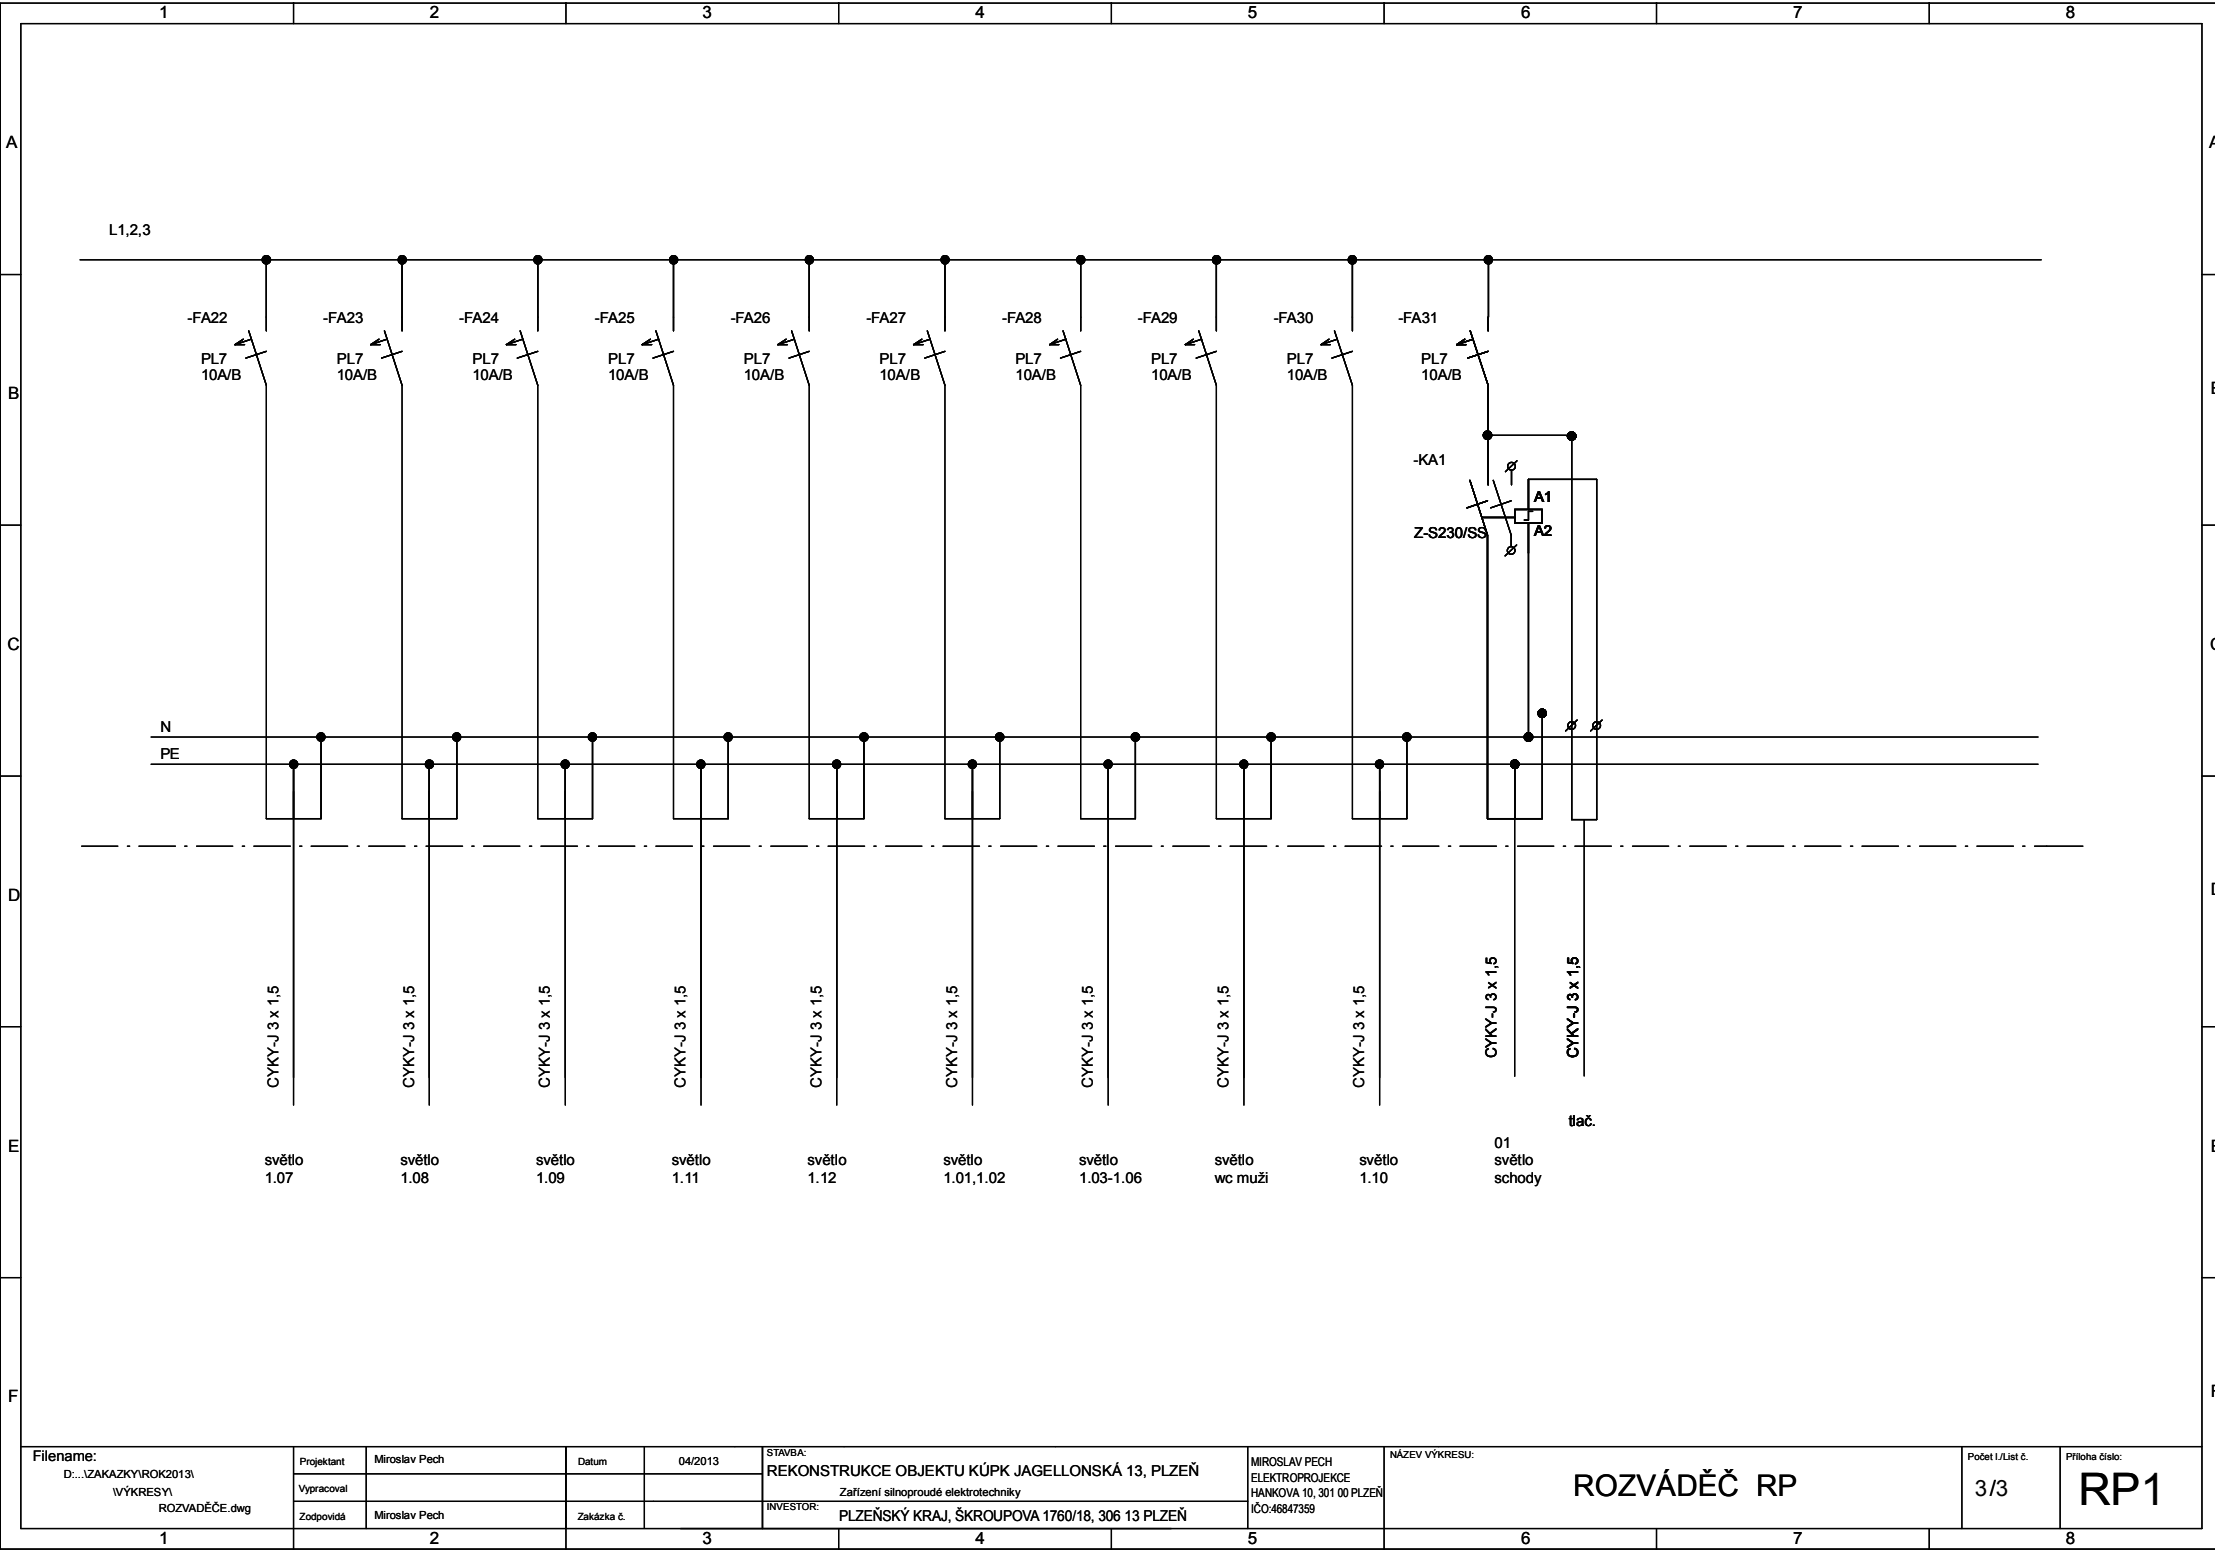 1 2 3 4 5 6 7 8
A
L1,2,3
-FA22 -FA23 -FA24 -FA25 -FA26 -FA27 -FA28 -FA29 -FA30 -FA31
PL7 PL7 PL7 PL7 PL7 PL7 PL7 PL7 PL7 PL7
10A/B 10A/B 10A/B 10A/B 10A/B 10A/B 10A/B 10A/B 10A/B 10A/B
B
-KA1
A1
Z-S230/SS A2
C
N
PE
D
CYKY-J 3 x 1,5
CYKY-J 3 x 1,5
CYKY-J 3 x 1,5
CYKY-J 3 x 1,5
CYKY-J 3 x 1,5
CYKY-J 3 x 1,5
CYKY-J 3 x 1,5
CYKY-J 3 x 1,5
CYKY-J 3 x 1,5
CYKY-J 3 x 1,5
CYKY-J 3 x 1,5
tlač.
E
01
světlo světlo světlo světlo světlo světlo světlo světlo světlo světlo
1.07 1.08 1.09 1.11 1.12 1.01,1.02 1.03-1.06 wc muži 1.10 schody
F
Filename:
D:...\ZAKAZKY\ROK2013\
\VÝKRESY\
ROZVADĚČE.dwg
Projektant Miroslav Pech
Vypracoval
Zodpovídá Miroslav Pech
Datum 04/2013
Zakázka č.
STAVBA:
REKONSTRUKCE OBJEKTU KÚPK JAGELLONSKÁ 13, PLZEŇ
Zařízení silnoproudé elektrotechniky
INVESTOR:
PLZEŇSKÝ KRAJ, ŠKROUPOVA 1760/18, 306 13 PLZEŇ
MIROSLAV PECH
ELEKTROPROJEKCE
HANKOVA 10, 301 00 PLZEŇ
IČO:46847359
NÁZEV VÝKRESU:
ROZVÁDĚČ RP
Počet l./List č.
3/3
Příloha číslo:
RP1
1 2 3 4 5 6 7 8